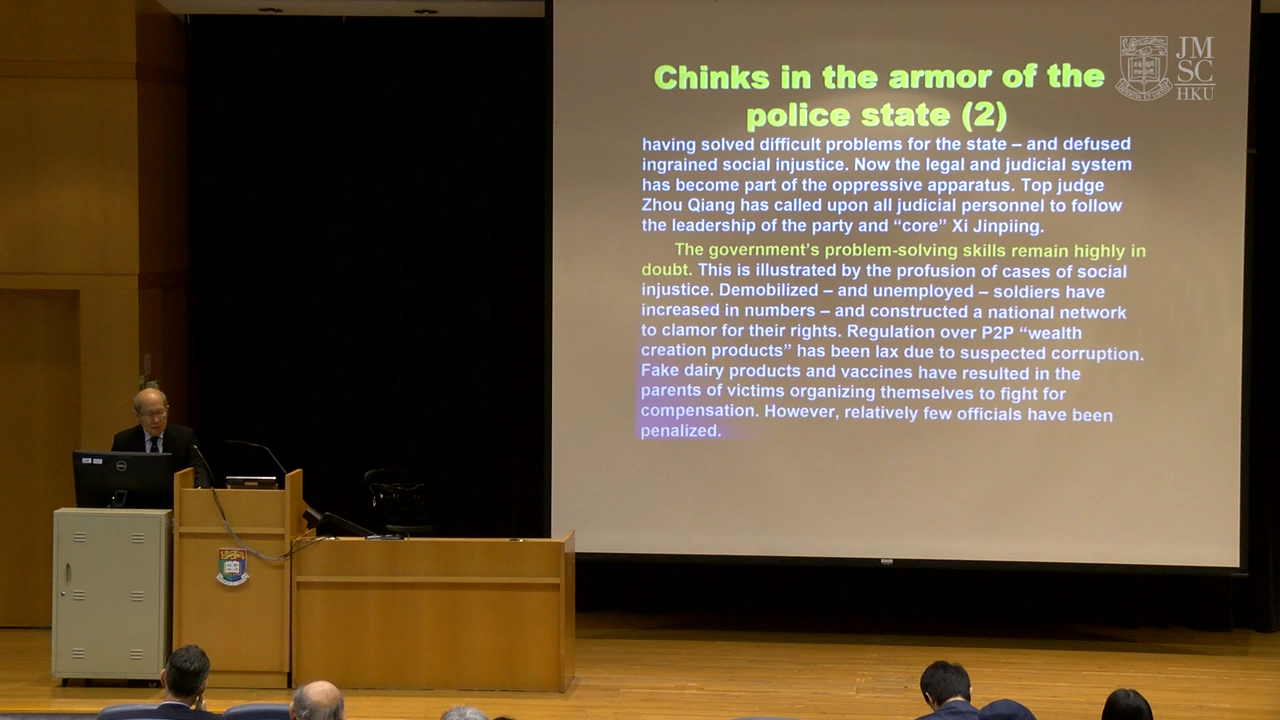 JM
SC
HKU
Chinks in the armor of the
police state (2)
having solved difficult problems for the state – and defused
ingrained social injustice. Now the legal and judicial system
has become part of the oppressive apparatus. Top judge
Zhou Qiang has called upon all judicial personnel to follow
the leadership of the party and “core” Xi Jinpiing.
The government’s problem-solving skills remain highly in
doubt. This is illustrated by the profusion of cases of social
injustice. Demobilized – and unemployed – soldiers have
increased in numbers – and constructed a national network
to clamor for their rights. Regulation over P2P “wealth
creation products” has been lax due to suspected corruption.
Fake dairy products and vaccines have resulted in the
parents of victims organizing themselves to fight for
compensation. However, relatively few officials have been
penalized.
DELL